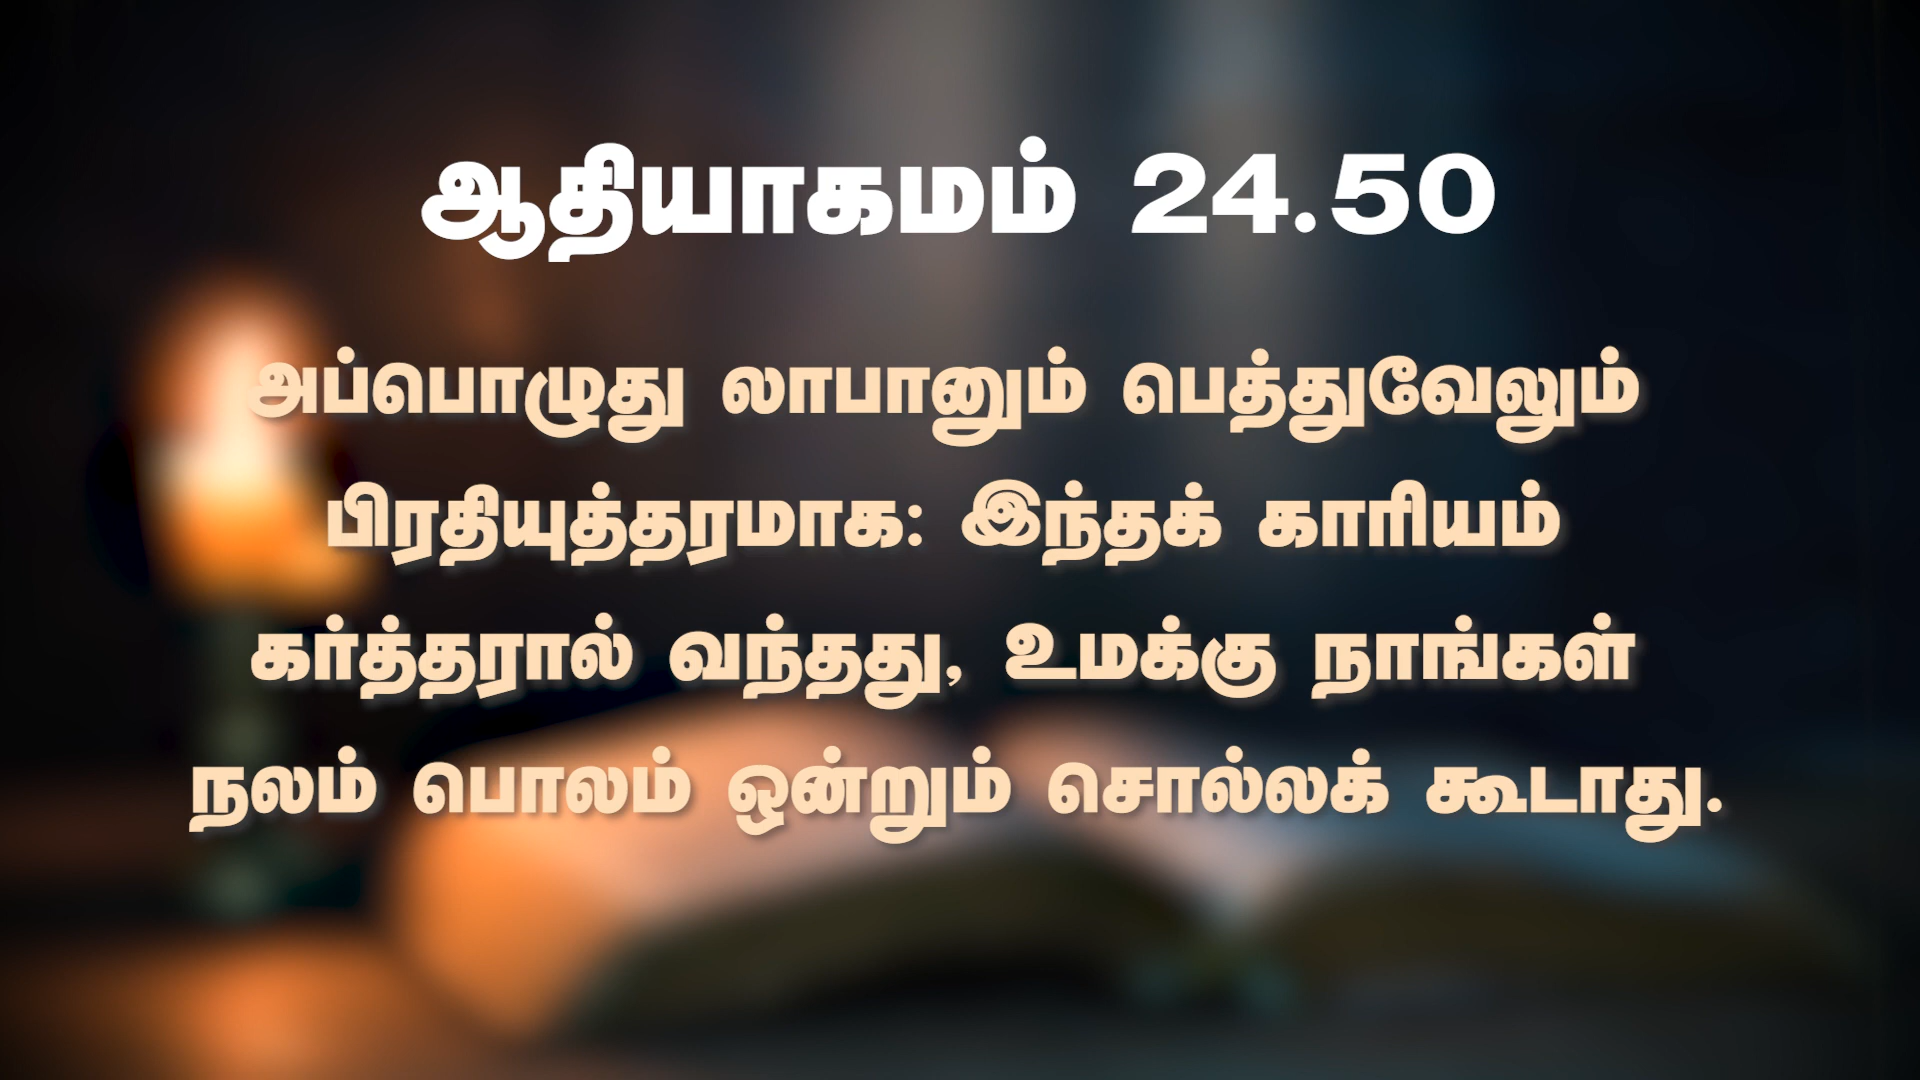 ஆதியாகமம் 24.50
அப்பொழுது லாபானும் பெத்துவேலும்
பிரதியுத்தரமாக: இந்தக் காரியம்
கர்த்தரால் வந்தது, உமக்கு நாங்கள்
நலம் பொலம் ஒன்றும் சொல்லக் கூடாது.